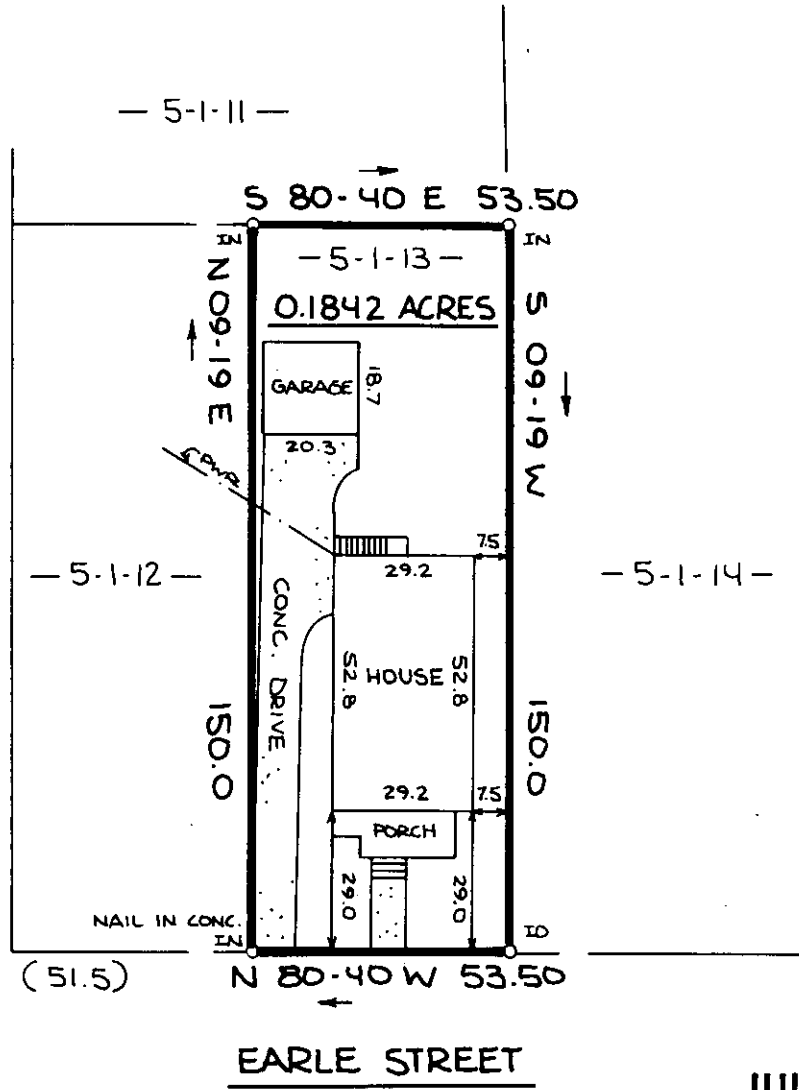 — 5-1-11 —
S 80-40 E 53.50
IN
IN
— 5-1-13 —
0.1842 ACRES
N 09-19 E
S 09-19 W
GARAGE
18.7
20.3
PWR
7.5
29.2
— 5-1-12 —
— 5-1-14 —
CONC. DRIVE
52.8
HOUSE
52.8
150.0
150.0
29.2
7.5
PORCH
29.0
29.0
NAIL IN CONC.
IN
IO
(51.5)
N 80-40 W 53.50
EARLE STREET